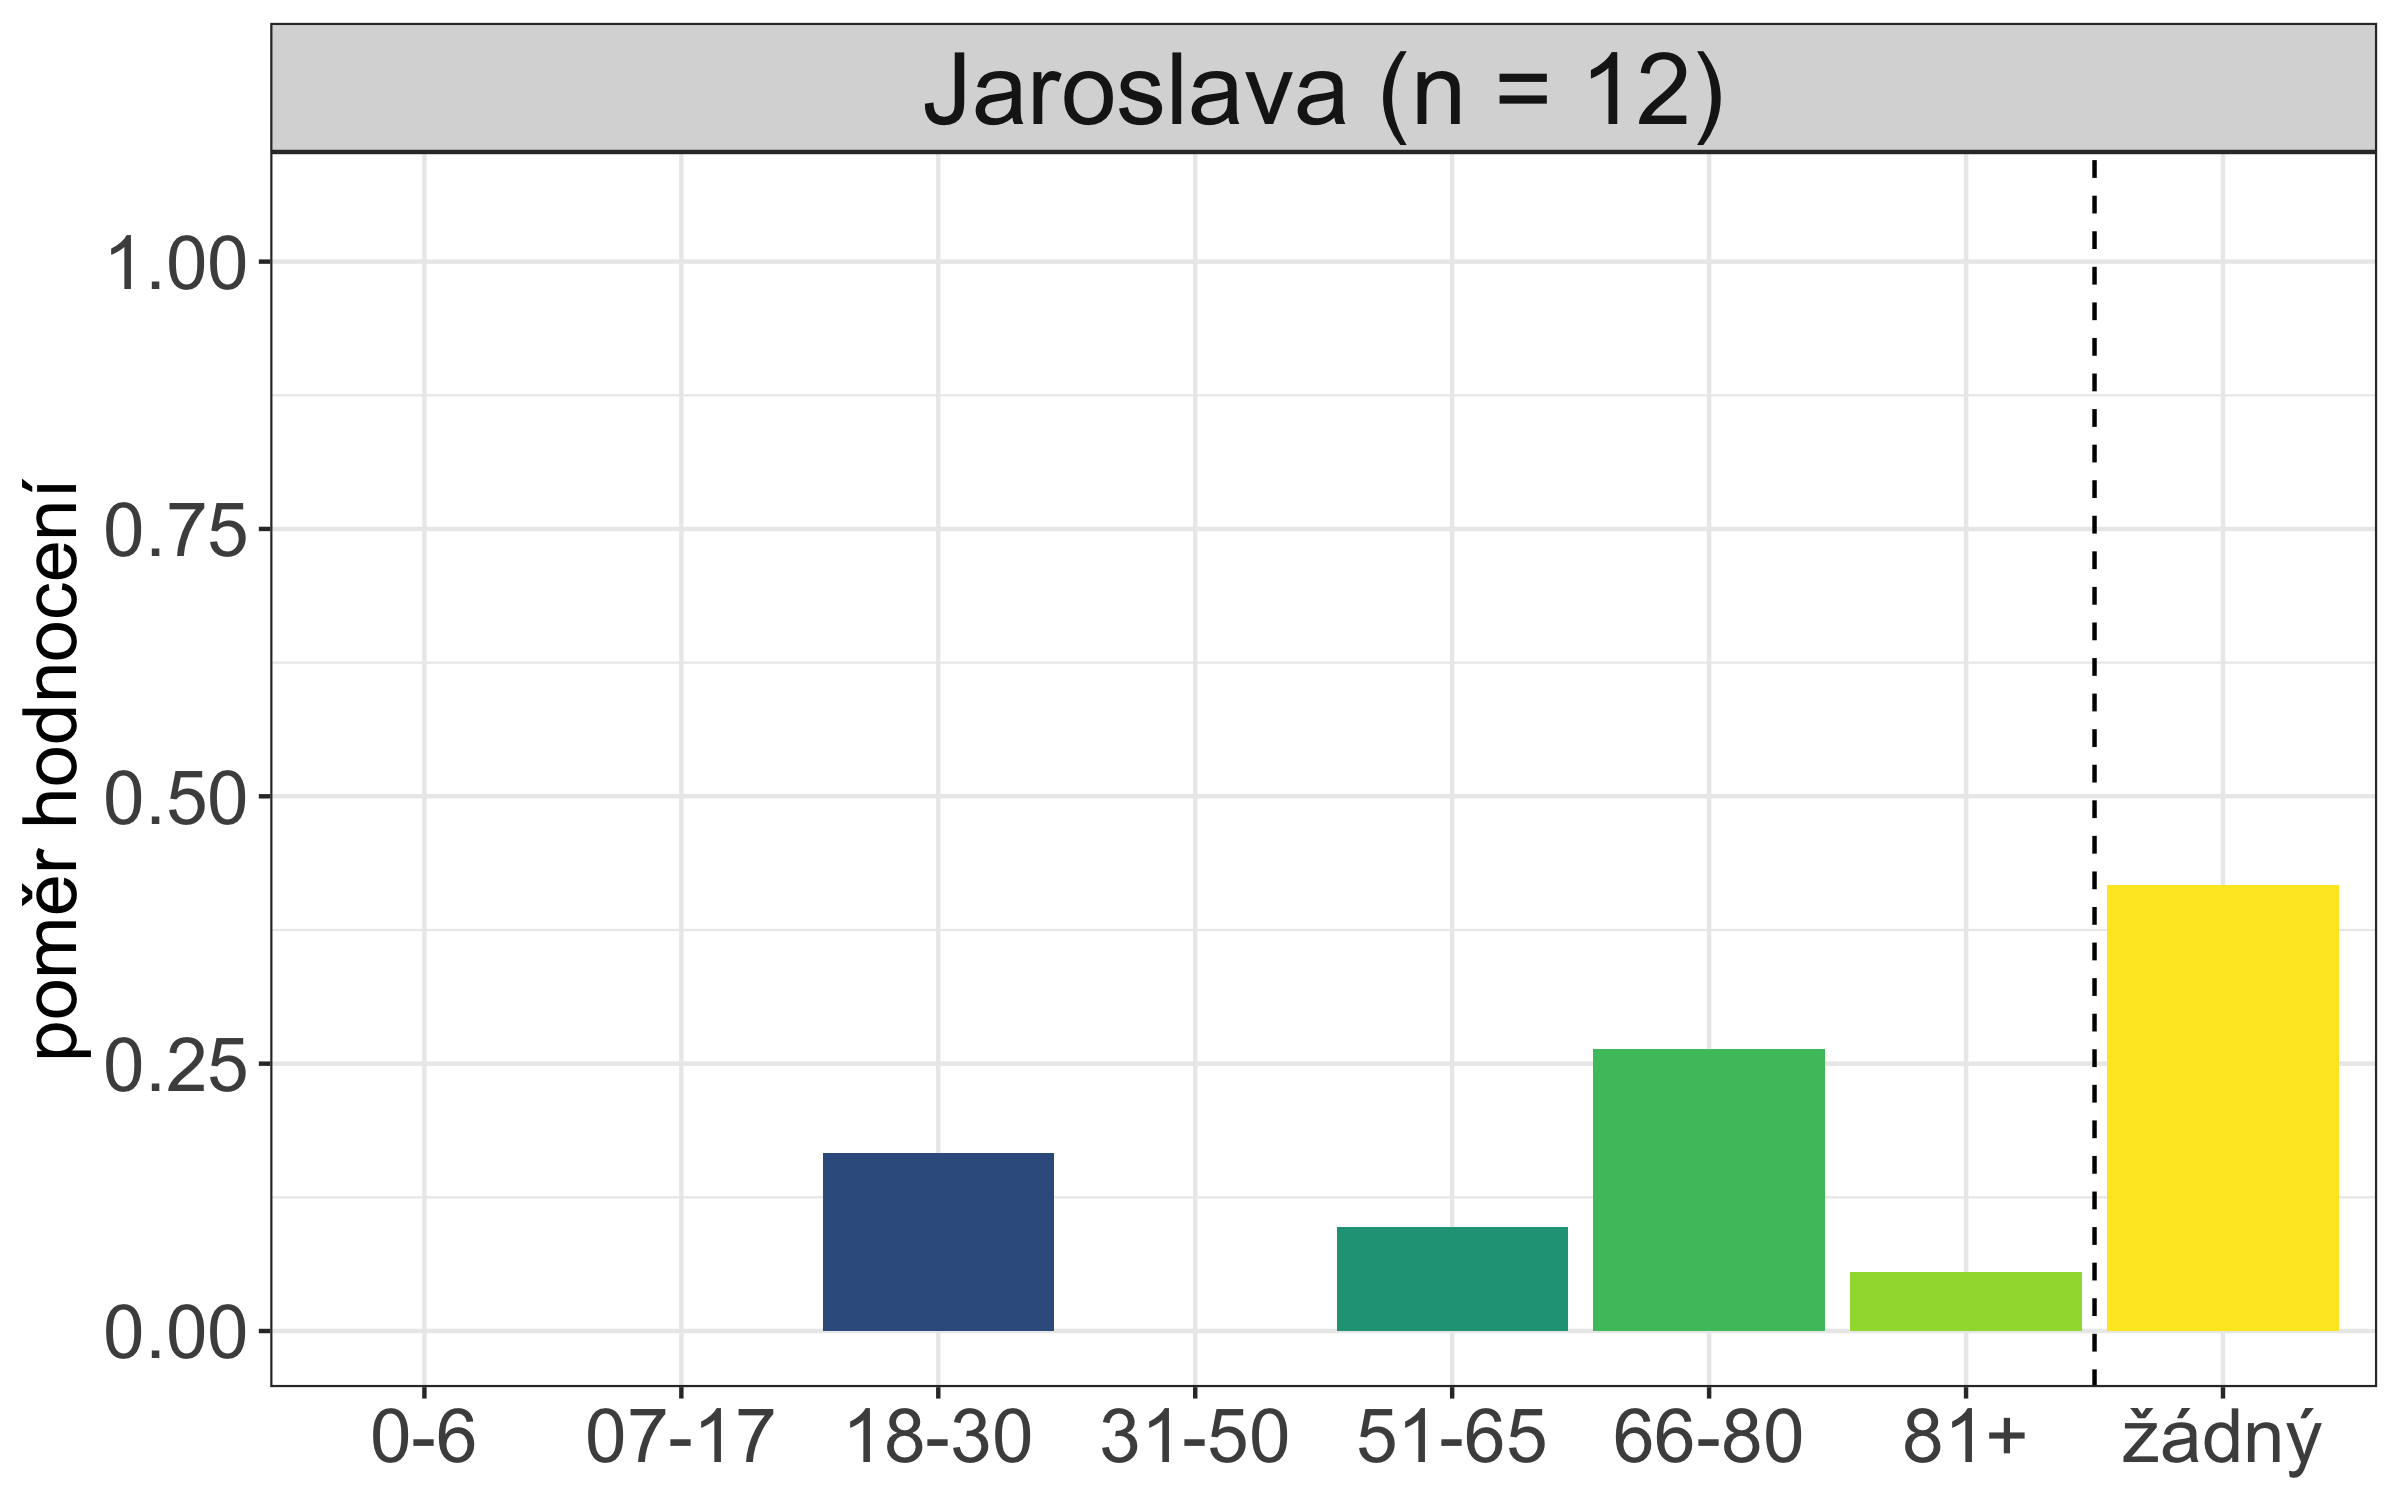 Jaroslava (n = 12)
poměr hodnocení
1.00
0.75
0.50
0.25
0.00
0-6 07-17 18-30 31-50 51-65 66-80 81+ žádný